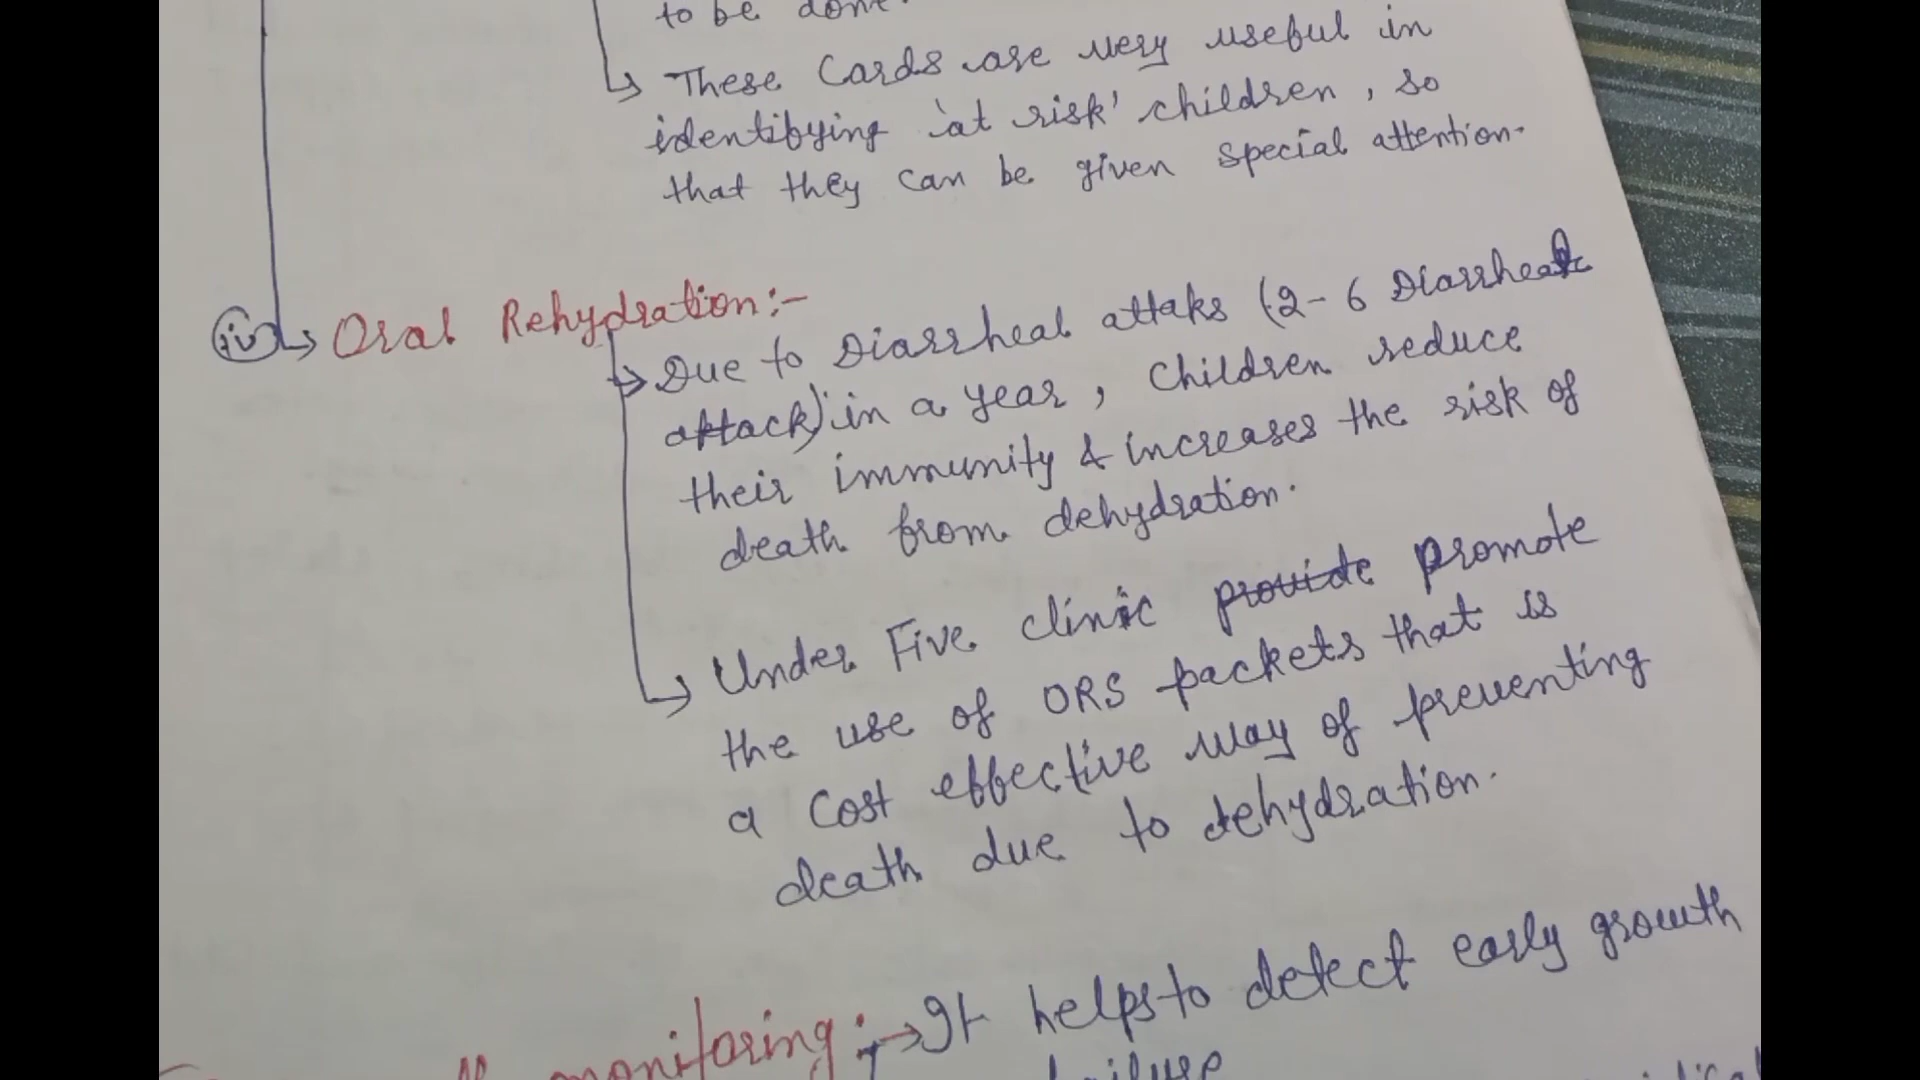 to be done.
↳ These Cards are very useful in
identifying 'at risk' children, so
that they can be given special attention.
(iv) ↳ Oral Rehydration:-
↳ Due to Diarrheal attaks (2-6 Diarrheal
attack) in a year, Children reduce
their immunity & increases the risk of
death from dehydration.
↳ Under Five clinic provide promote
the use of ORS packets that is
a Cost effective way of preventing
death due to dehydration.
monitoring :→ It helps to detect early growth
failure